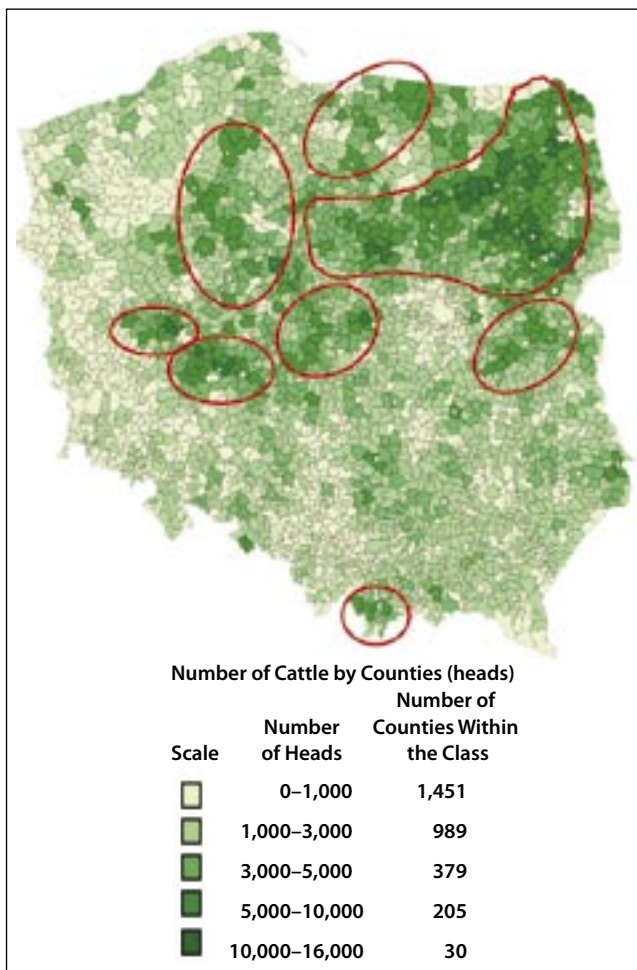 Number of Cattle by Counties (heads)
Scale Number of Heads Number of Counties Within the Class
0–1,000 1,451
1,000–3,000 989
3,000–5,000 379
5,000–10,000 205
10,000–16,000 30